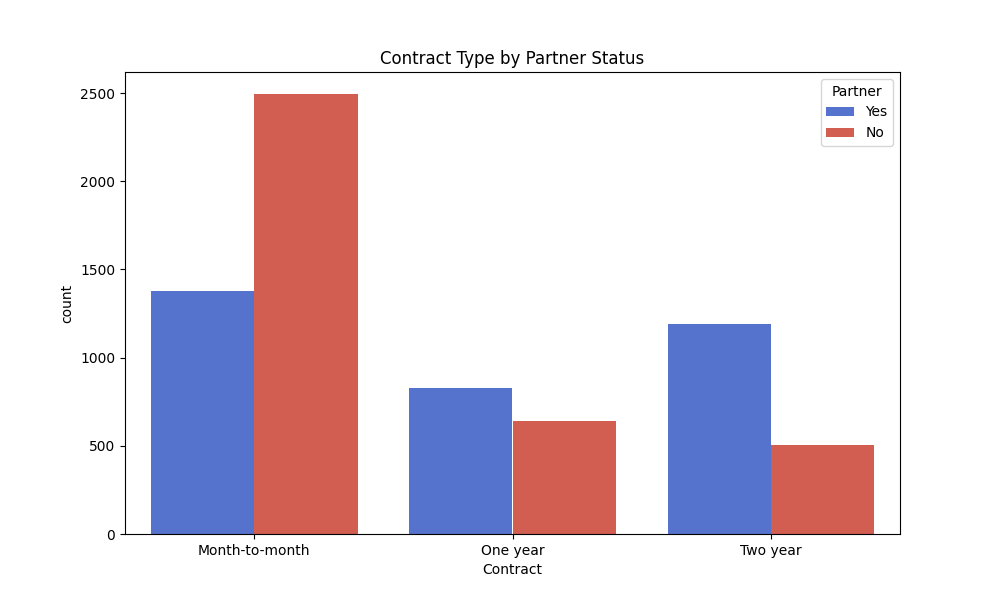 Contract Type by Partner Status
Partner
Yes
No
2500
2000
1500
1000
500
0
count
Month-to-month
One year
Two year
Contract